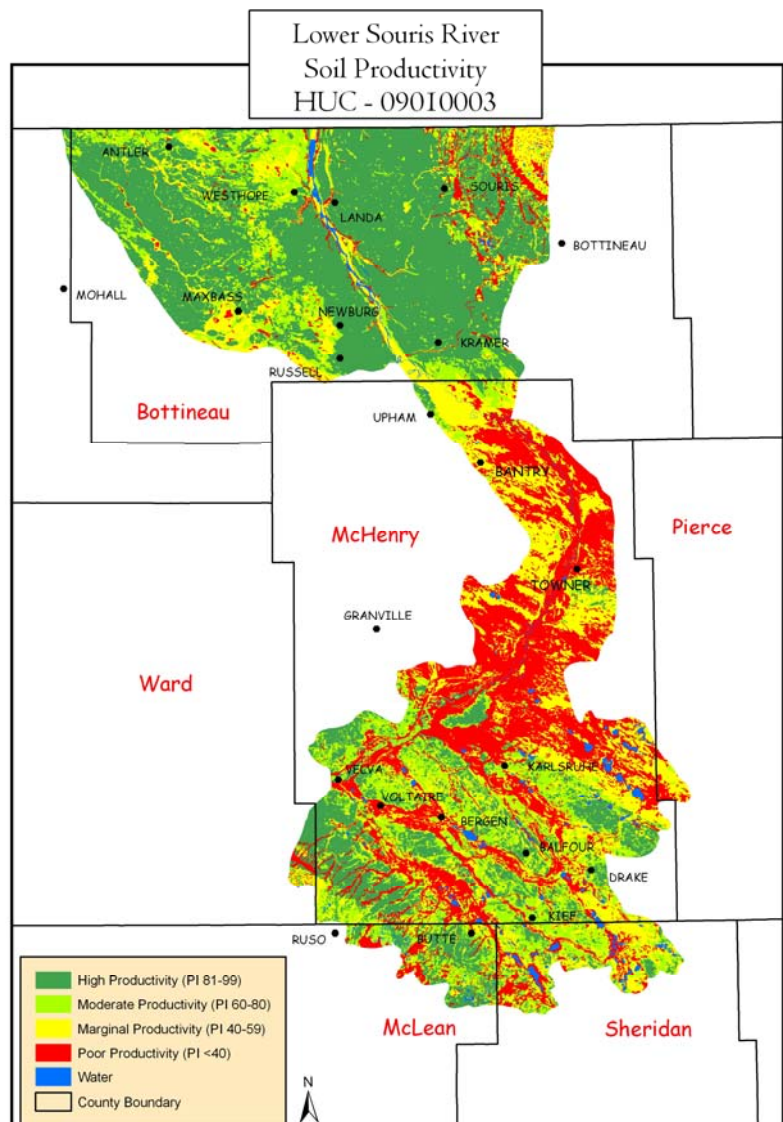 Lower Souris River
Soil Productivity
HUC - 09010003
ANTLER
WESTHOPE
SOURIS
LANDA
BOTTINEAU
MOHALL
MAXBASS
NEWBURG
KRAMER
RUSSELL
Bottineau
UPHAM
BANTRY
McHenry
Pierce
TOWNER
GRANVILLE
Ward
KARLSRUHE
VELVA
VOLTAIRE
BERGEN
BALFOUR
DRAKE
KIEF
RUSO
BUTTE
High Productivity (PI 81-99)
Moderate Productivity (PI 60-80)
Marginal Productivity (PI 40-59)
Poor Productivity (PI <40)
Water
County Boundary
McLean
Sheridan
N